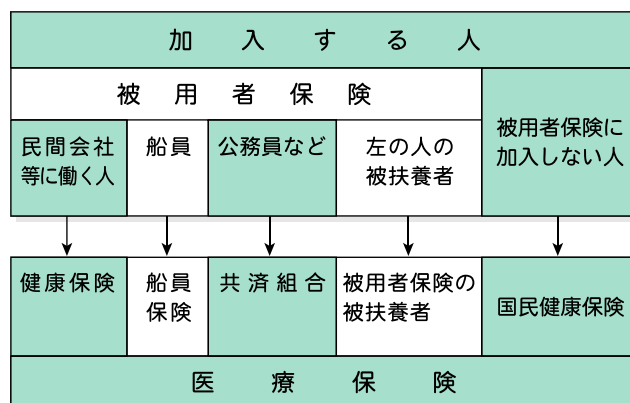 加入する人
被用者保険
民間会社
等に働く人
船員
公務員など
左の人の
被扶養者
被用者保険に
加入しない人
健康保険
船員
保険
共済組合
被用者保険の
被扶養者
国民健康保険
医療保険